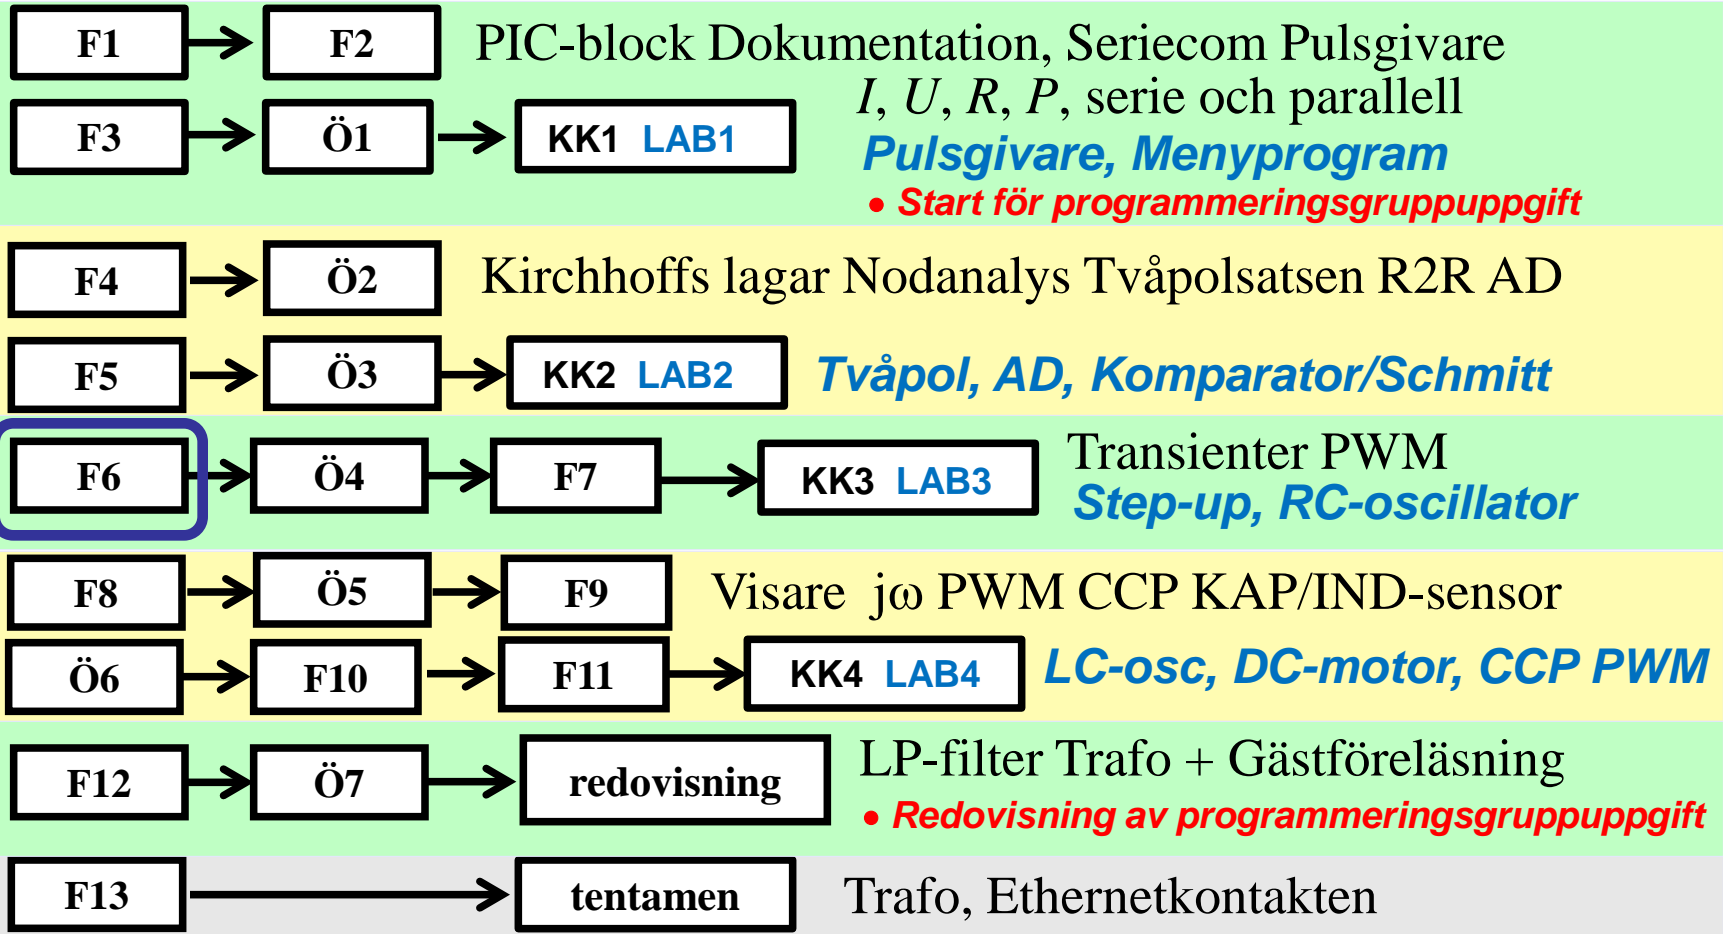 F1 F2 PIC-block Dokumentation, Seriecom Pulsgivare
I, U, R, P, serie och parallell
F3 Ö1 KK1 LAB1 Pulsgivare, Menyprogram
• Start för programmeringsgruppuppgift
F4 Ö2 Kirchhoffs lagar Nodanalys Tvåpolsatsen R2R AD
F5 Ö3 KK2 LAB2 Tvåpol, AD, Komparator/Schmitt
F6 Ö4 F7 KK3 LAB3 Transienter PWM
Step-up, RC-oscillator
F8 Ö5 F9 Visare jω PWM CCP KAP/IND-sensor
Ö6 F10 F11 KK4 LAB4 LC-osc, DC-motor, CCP PWM
F12 Ö7 redovisning LP-filter Trafo + Gästföreläsning
• Redovisning av programmeringsgruppuppgift
F13 tentamen Trafo, Ethernetkontakten